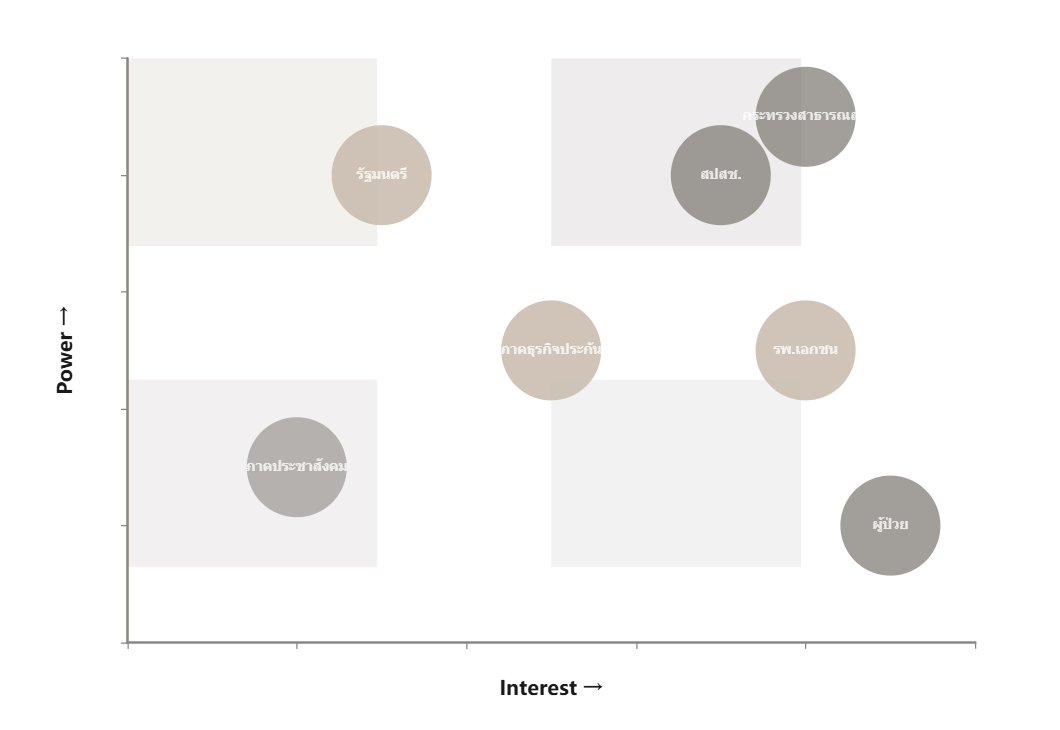 กระทรวงสาธารณส
รัฐมนตรี
สปสช.
ภาคธุรกิจประกัน
รพ.เอกชน
ภาคประชาสังคม
ผู้ป่วย
Power →
Interest →